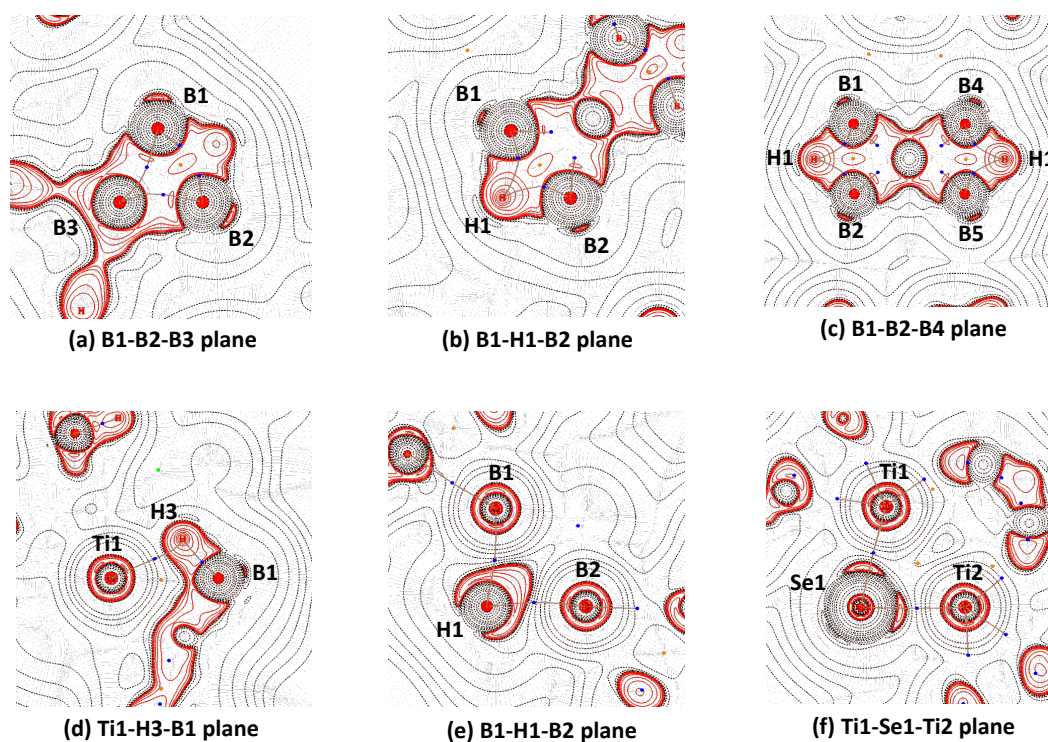 B1
B2
B3
H
(a) B1-B2-B3 plane
B
B1
B
H
H1
B2
(b) B1-H1-B2 plane
B1
B4
H1
H
H
H1
B2
B5
(c) B1-B2-B4 plane
H
H3
H
Ti1
B1
(d) Ti1-H3-B1 plane
B1
B2
H1
(e) B1-H1-B2 plane
Ti1
Se1
Ti2
(f) Ti1-Se1-Ti2 plane